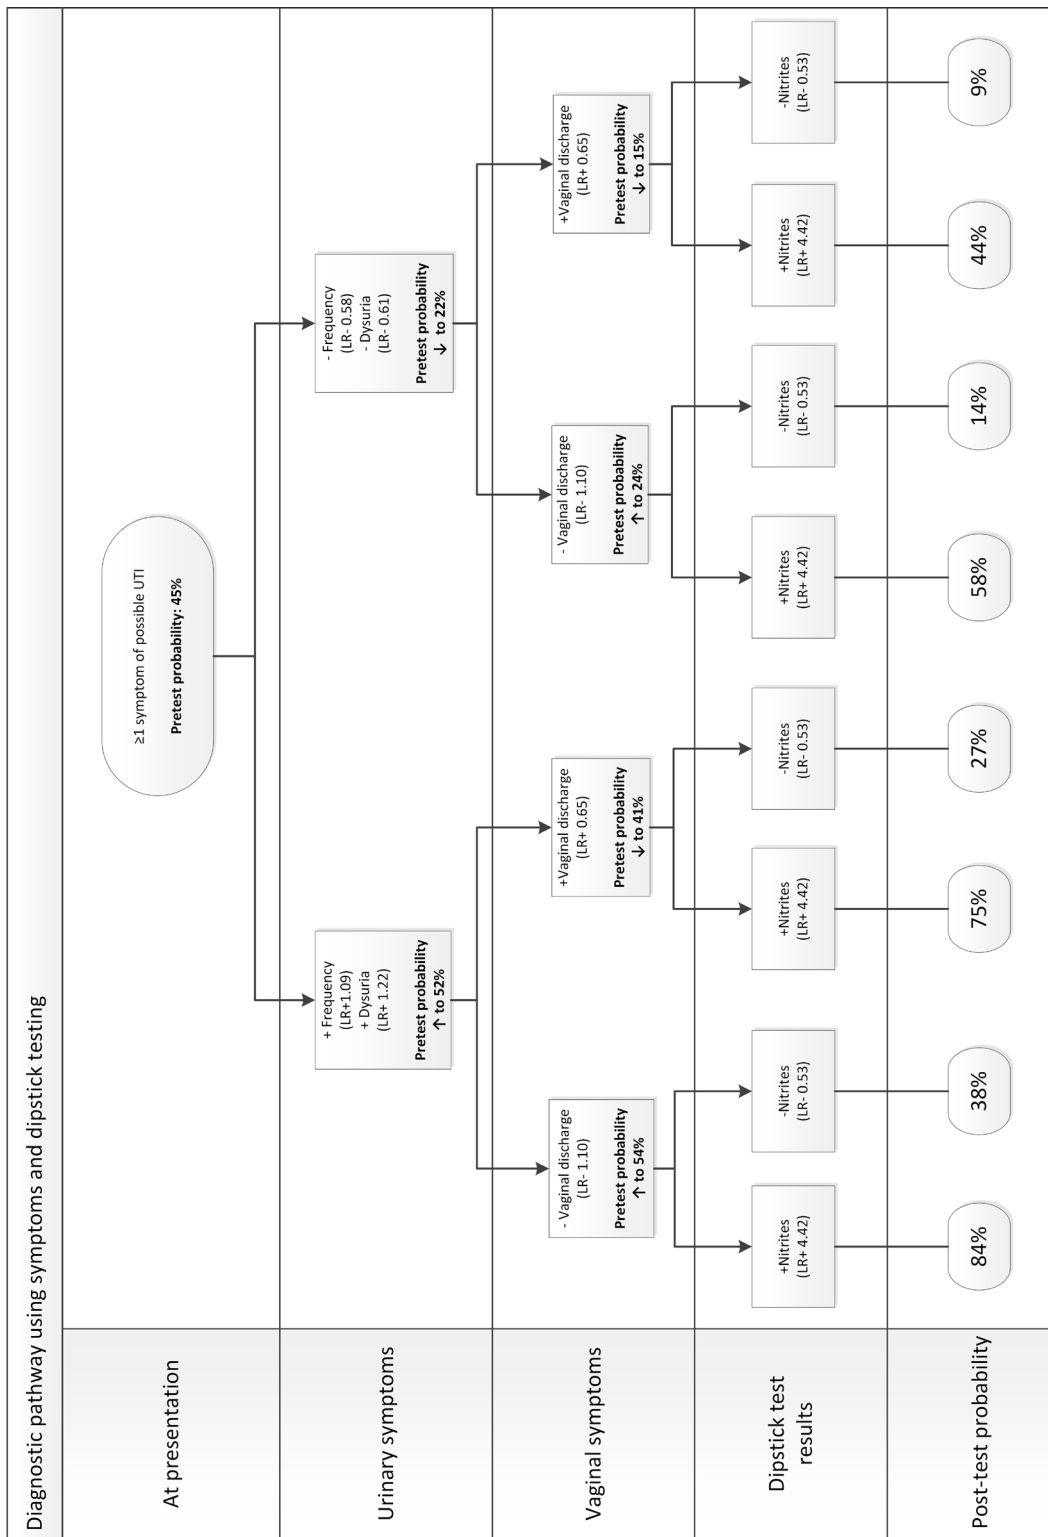 Diagnostic pathway using symptoms and dipstick testing
At presentation
≥1 symptom of possible UTI
Pretest probability: 45%
Urinary symptoms
+ Frequency
(LR+1.09)
+ Dysuria
(LR+ 1.22)
Pretest probability
↑ to 52%
- Frequency
(LR- 0.58)
- Dysuria
(LR- 0.61)
Pretest probability
↓ to 22%
Vaginal symptoms
- Vaginal discharge
(LR- 1.10)
Pretest probability
↑ to 54%
+Vaginal discharge
(LR+ 0.65)
Pretest probability
↓ to 41%
- Vaginal discharge
(LR- 1.10)
Pretest probability
↑ to 24%
+Vaginal discharge
(LR+ 0.65)
Pretest probability
↓ to 15%
Dipstick test
results
+Nitrites
(LR+ 4.42)
-Nitrites
(LR- 0.53)
+Nitrites
(LR+ 4.42)
-Nitrites
(LR- 0.53)
+Nitrites
(LR+ 4.42)
-Nitrites
(LR- 0.53)
+Nitrites
(LR+ 4.42)
-Nitrites
(LR- 0.53)
Post-test probability
84%
38%
75%
27%
58%
14%
44%
9%